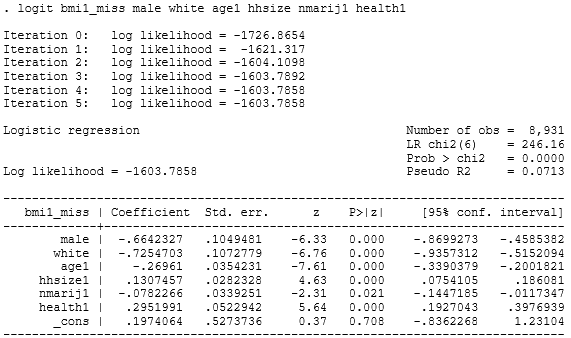 . logit bmi1_miss male white age1 hhsize nmarij1 health1
Iteration 0:   log likelihood = -1726.8654
Iteration 1:   log likelihood =  -1621.317
Iteration 2:   log likelihood = -1604.1098
Iteration 3:   log likelihood = -1603.7892
Iteration 4:   log likelihood = -1603.7858
Iteration 5:   log likelihood = -1603.7858
Logistic regression                                     Number of obs =  8,931
                                                        LR chi2(6)    = 246.16
                                                        Prob > chi2   = 0.0000
Log likelihood = -1603.7858                             Pseudo R2     = 0.0713
------------------------------------------------------------------------------
   bmi1_miss | Coefficient  Std. err.      z    P>|z|     [95% conf. interval]
-------------+----------------------------------------------------------------
        male |  -.6642327   .1049481    -6.33   0.000    -.8699273   -.4585382
       white |  -.7254703   .1072779    -6.76   0.000    -.9357312   -.5152094
        age1 |    -.26961   .0354231    -7.61   0.000    -.3390379   -.2001821
     hhsize1 |   .1307457   .0282328     4.63   0.000     .0754105     .186081
     nmarij1 |  -.0782266   .0339251    -2.31   0.021    -.1447185   -.0117347
     health1 |   .2951991   .0522942     5.64   0.000     .1927043    .3976939
       _cons |   .1974064   .5273736     0.37   0.708    -.8362268     1.23104
------------------------------------------------------------------------------